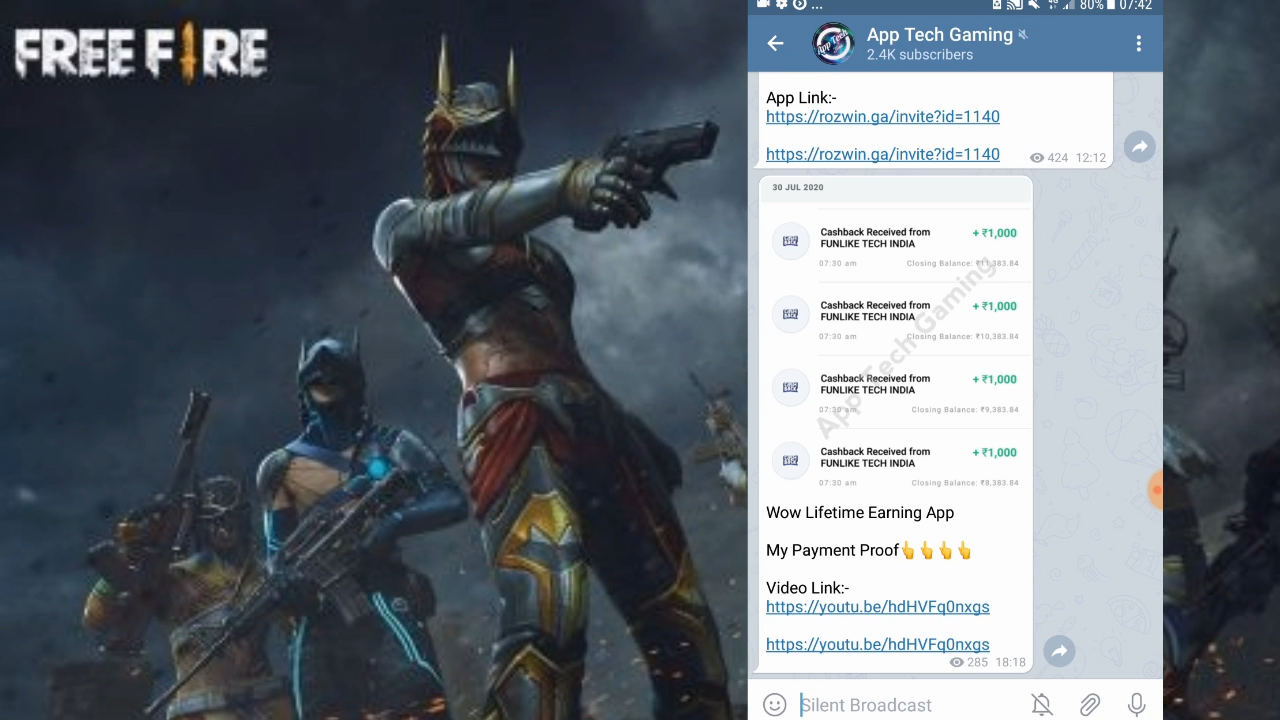 FREE FIRE
... 80% 07:42
App Tech Gaming
2.4K subscribers
App Link:-
https://rozwin.ga/invite?id=1140
https://rozwin.ga/invite?id=1140
424 12:12
30 JUL 2020
Cashback Received from + ₹1,000
FUNLIKE TECH INDIA
07:30 am Closing Balance: ₹11,383.84
Cashback Received from + ₹1,000
FUNLIKE TECH INDIA
07:30 am Closing Balance: ₹10,383.84
Cashback Received from + ₹1,000
FUNLIKE TECH INDIA
07:30 am Closing Balance: ₹9,383.84
Cashback Received from + ₹1,000
FUNLIKE TECH INDIA
07:30 am Closing Balance: ₹8,383.84
App Tech Gaming
Wow Lifetime Earning App
My Payment Proof👆👆👆👆
Video Link:-
https://youtu.be/hdHVFq0nxgs
https://youtu.be/hdHVFq0nxgs
285 18:18
Silent Broadcast